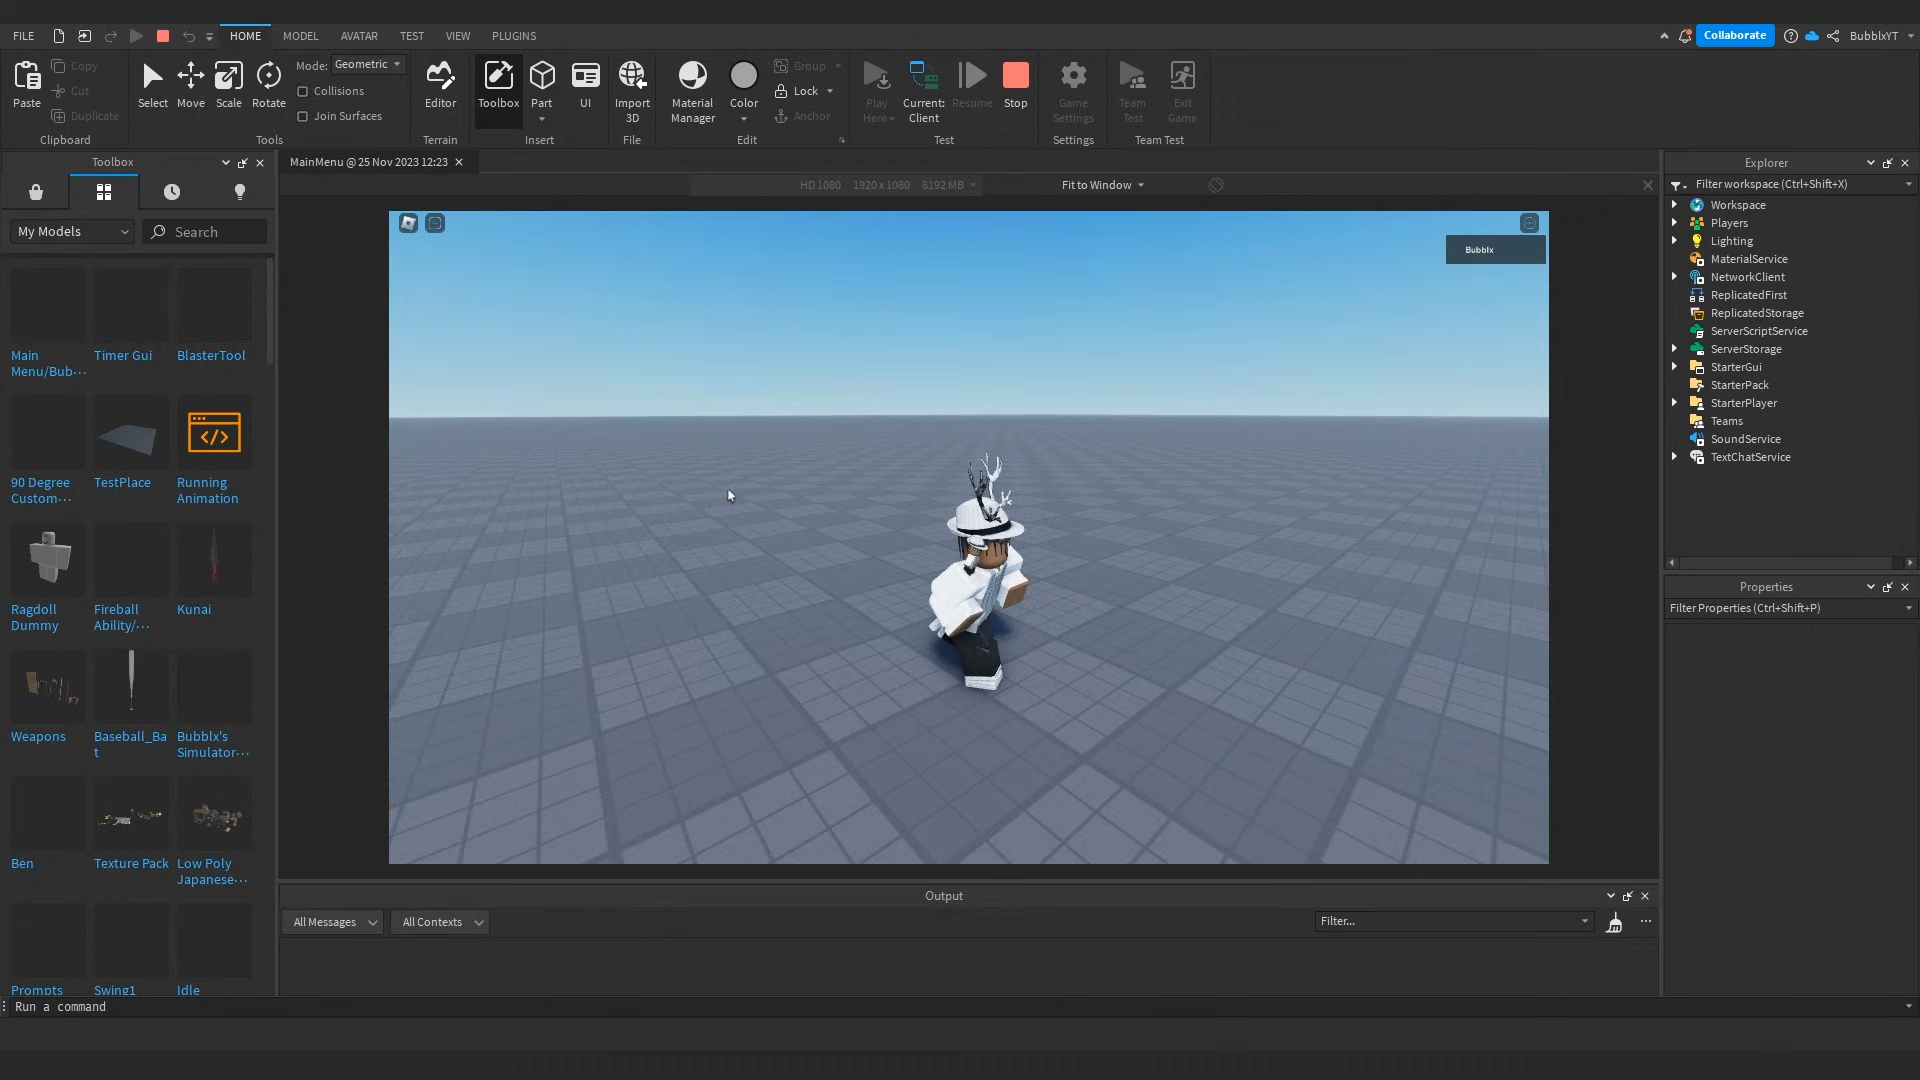 FILE HOME MODEL AVATAR TEST VIEW PLUGINS Collaborate BubblxYT
Paste Copy Cut Duplicate Clipboard
Select Move Scale Rotate Mode: Geometric Collisions Join Surfaces Tools
Editor Terrain
Toolbox Part UI Insert
Import 3D File
Material Manager Color Group Lock Anchor Edit
Play Here Current: Client Resume Stop Test
Game Settings Settings
Team Test Exit Game Team Test
Toolbox
My Models Search
Main Menu/Bub...
Timer Gui
BlasterTool
90 Degree Custom...
TestPlace
Running Animation
Ragdoll Dummy
Fireball Ability/...
Kunai
Weapons
Baseball_Bat
Bubblx's Simulator...
Ben
Texture Pack
Low Poly Japanese...
Prompts
Swing1
Idle
MainMenu @ 25 Nov 2023 12:23
HD 1080 1920 x 1080 8192 MB Fit to Window
Bubblx
Output
All Messages All Contexts Filter...
Run a command
Explorer
Filter workspace (Ctrl+Shift+X)
Workspace
Players
Lighting
MaterialService
NetworkClient
ReplicatedFirst
ReplicatedStorage
ServerScriptService
ServerStorage
StarterGui
StarterPack
StarterPlayer
Teams
SoundService
TextChatService
Properties
Filter Properties (Ctrl+Shift+P)